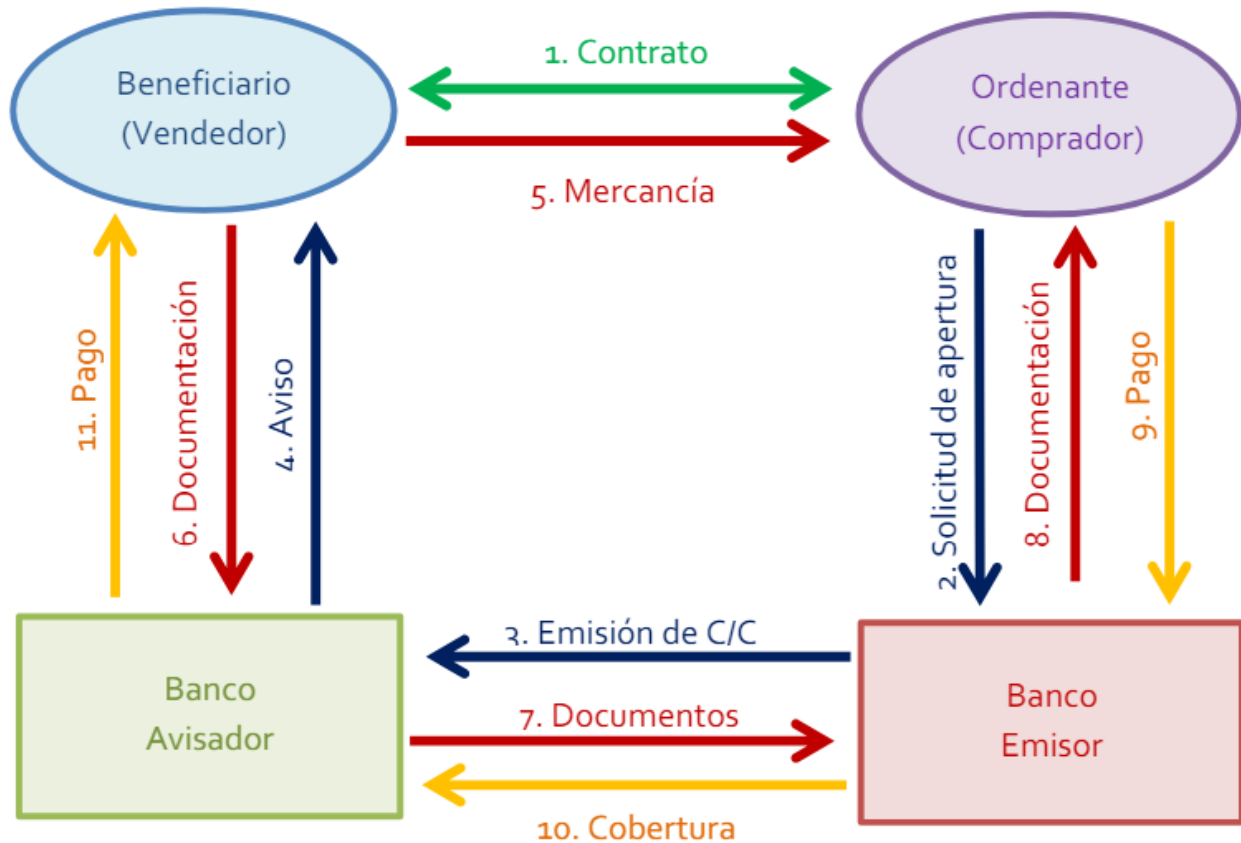 1. Contrato
Beneficiario
(Vendedor)
Ordenante
(Comprador)
5. Mercancía
11. Pago
6. Documentación
4. Aviso
2. Solicitud de apertura
8. Documentación
9. Pago
3. Emisión de C/C
Banco
Avisador
7. Documentos
Banco
Emisor
10. Cobertura